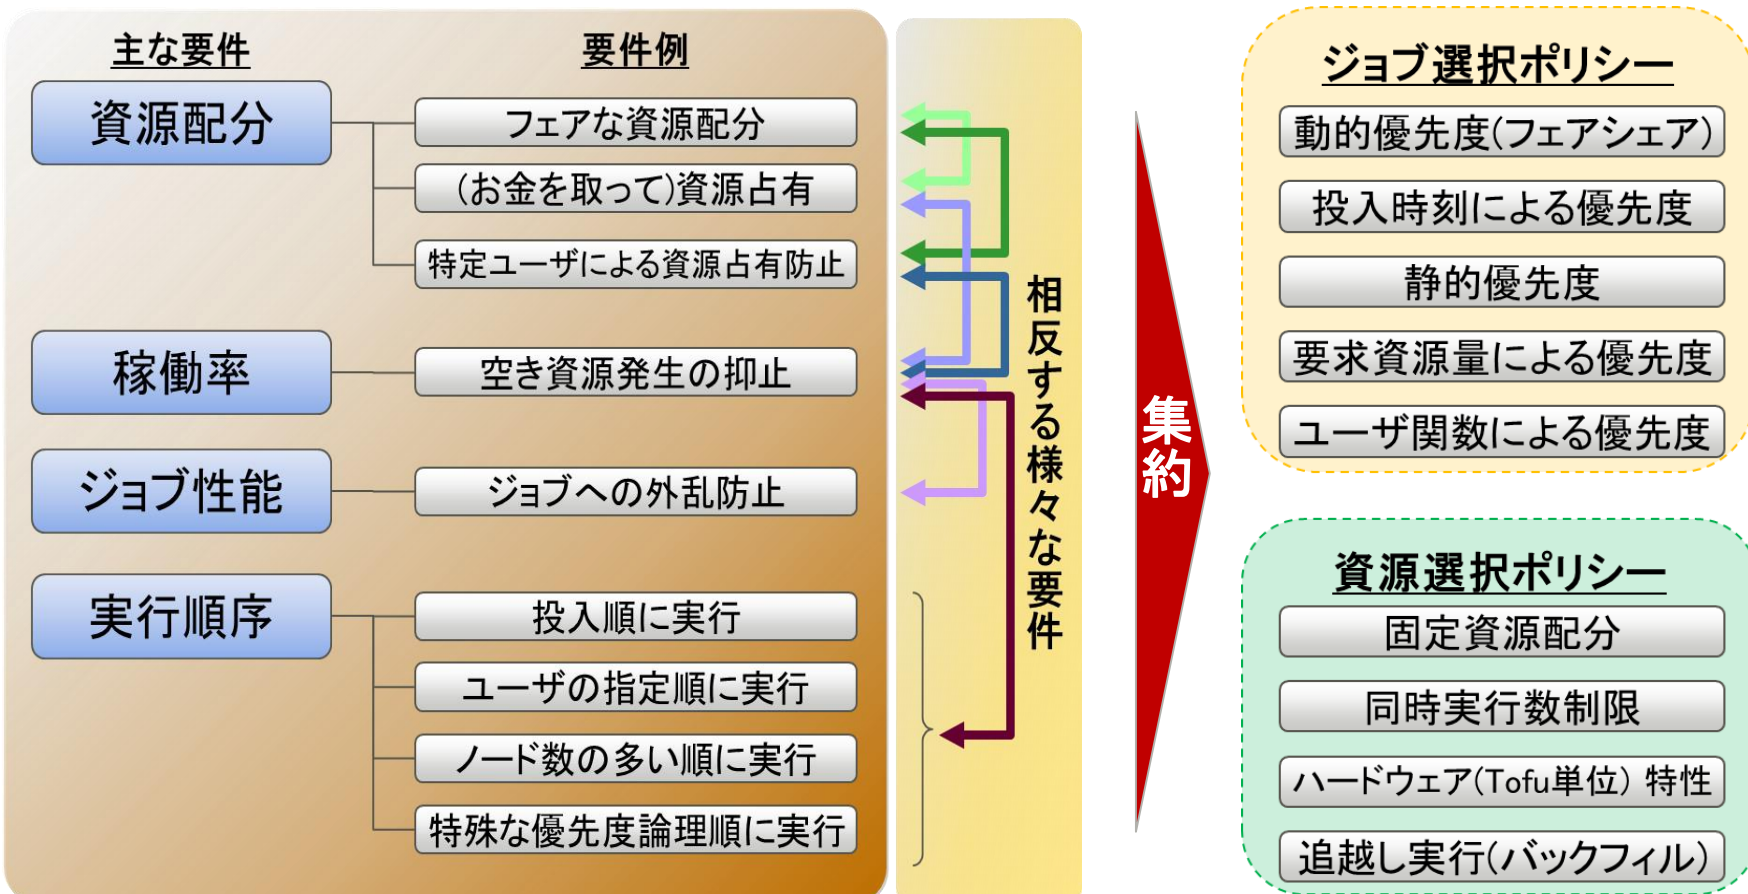 主な要件
要件例
資源配分
フェアな資源配分
(お金を取って)資源占有
特定ユーザによる資源占有防止
稼働率
空き資源発生の抑止
ジョブ性能
ジョブへの外乱防止
実行順序
投入順に実行
ユーザの指定順に実行
ノード数の多い順に実行
特殊な優先度論理順に実行
相反する様々な要件
集約
ジョブ選択ポリシー
動的優先度(フェアシェア)
投入時刻による優先度
静的優先度
要求資源量による優先度
ユーザ関数による優先度
資源選択ポリシー
固定資源配分
同時実行数制限
ハードウェア(Tofu単位) 特性
追越し実行(バックフィル)